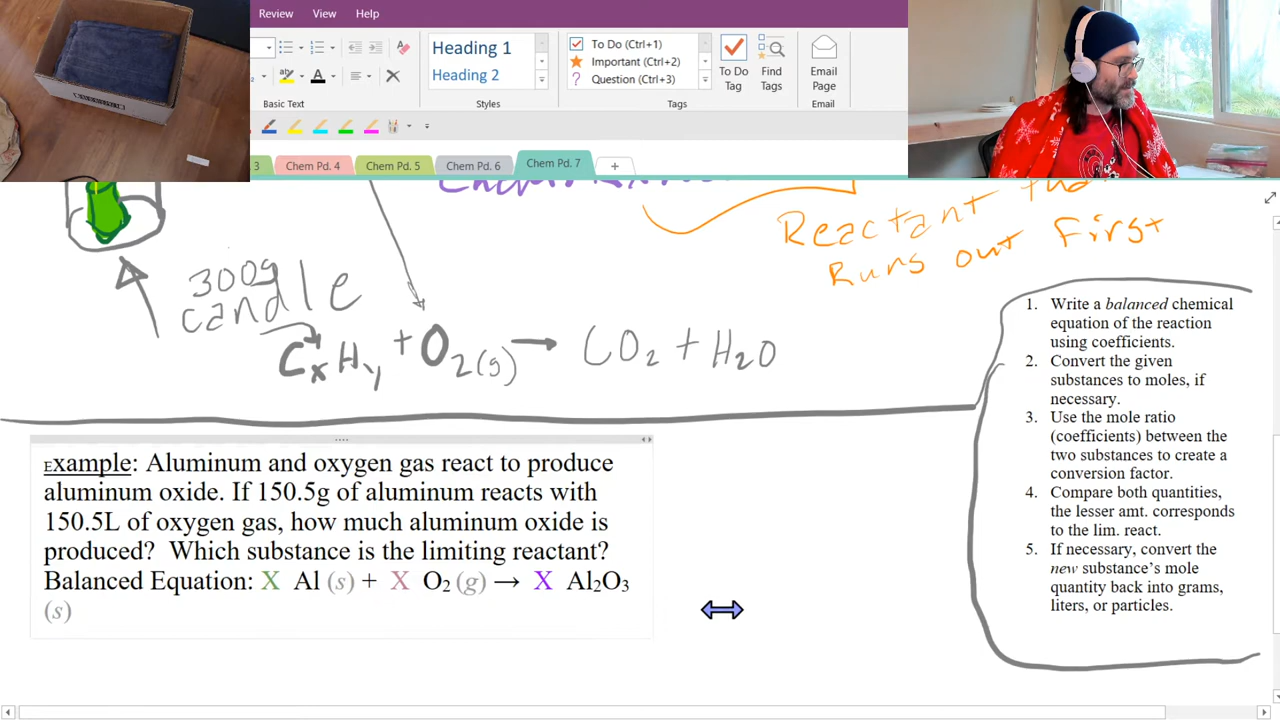 Review View Help
Heading 1
Heading 2
To Do (Ctrl+1)
Important (Ctrl+2)
Question (Ctrl+3)
To Do
Tag
Find
Tags
Email
Page
Basic Text Styles Tags Email
3 Chem Pd. 4 Chem Pd. 5 Chem Pd. 6 Chem Pd. 7 +
Reactant
Runs out First
300g
candle
CxHy + O2(g) → CO2 + H2O
1. Write a balanced chemical
equation of the reaction
using coefficients.
2. Convert the given
substances to moles, if
necessary.
3. Use the mole ratio
(coefficients) between the
two substances to create a
conversion factor.
4. Compare both quantities,
the lesser amt. corresponds
to the lim. react.
5. If necessary, convert the
new substance's mole
quantity back into grams,
liters, or particles.
Example: Aluminum and oxygen gas react to produce
aluminum oxide. If 150.5g of aluminum reacts with
150.5L of oxygen gas, how much aluminum oxide is
produced? Which substance is the limiting reactant?
Balanced Equation: X Al (s) + X O₂ (g) → X Al₂O₃
(s)